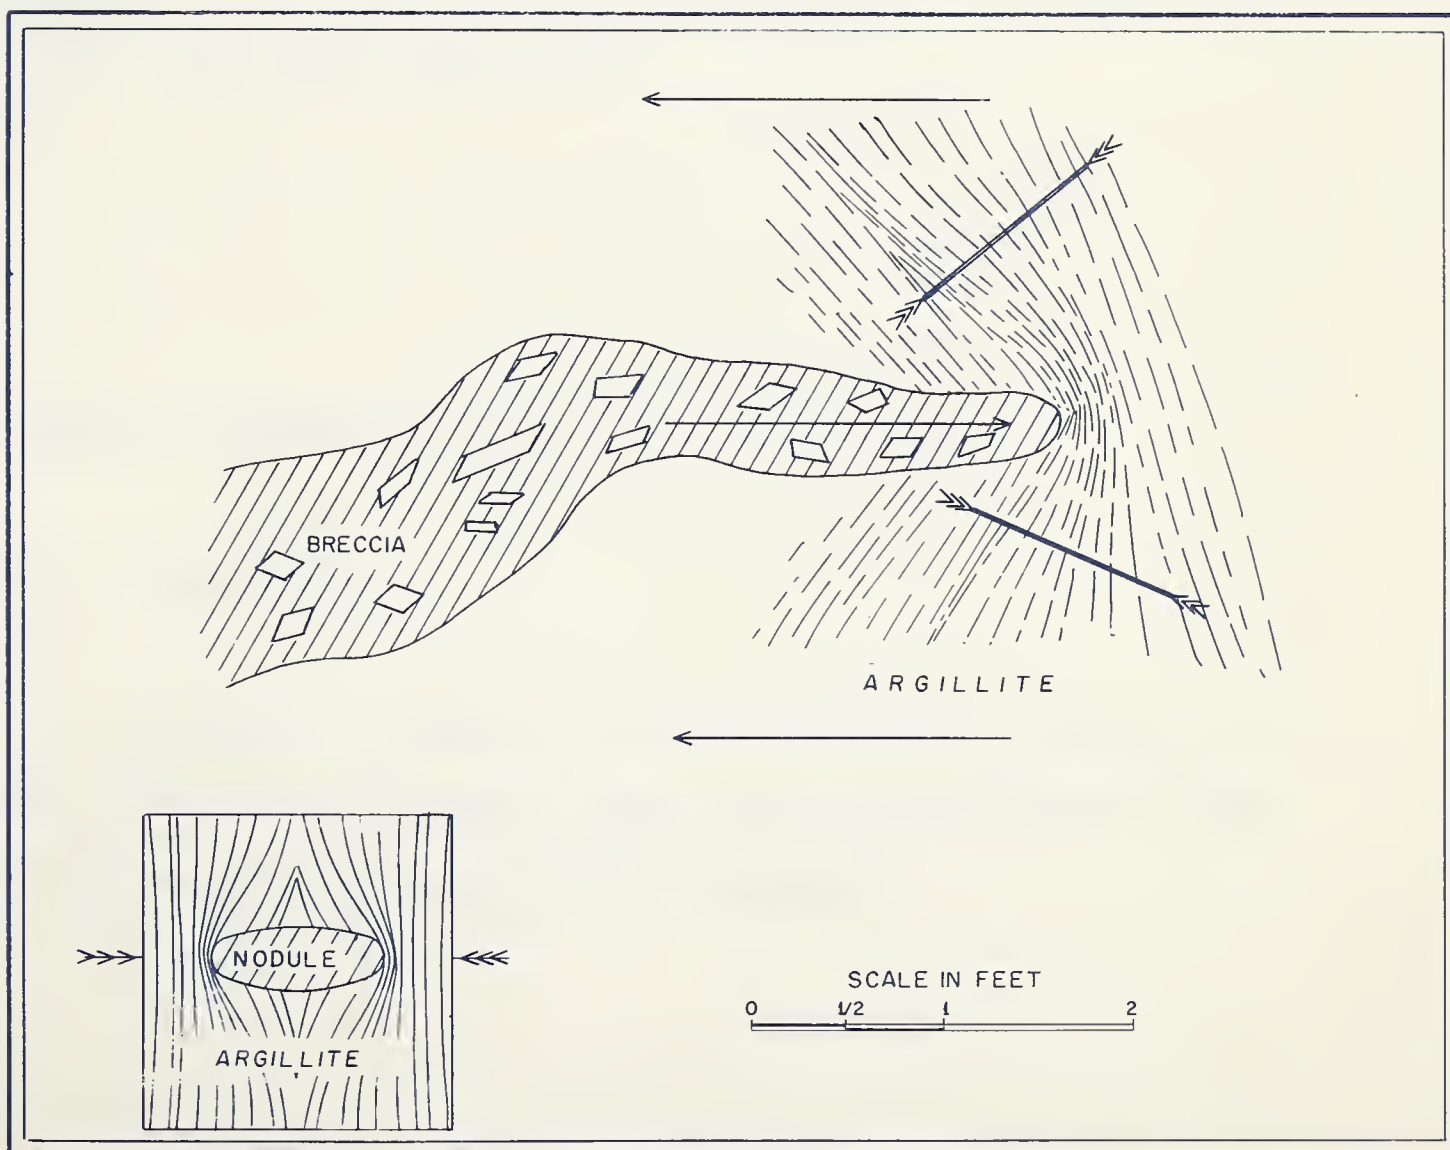 BRECCIA
ARGILLITE
NODULE
ARGILLITE
SCALE IN FEET
0 1/2 1 2